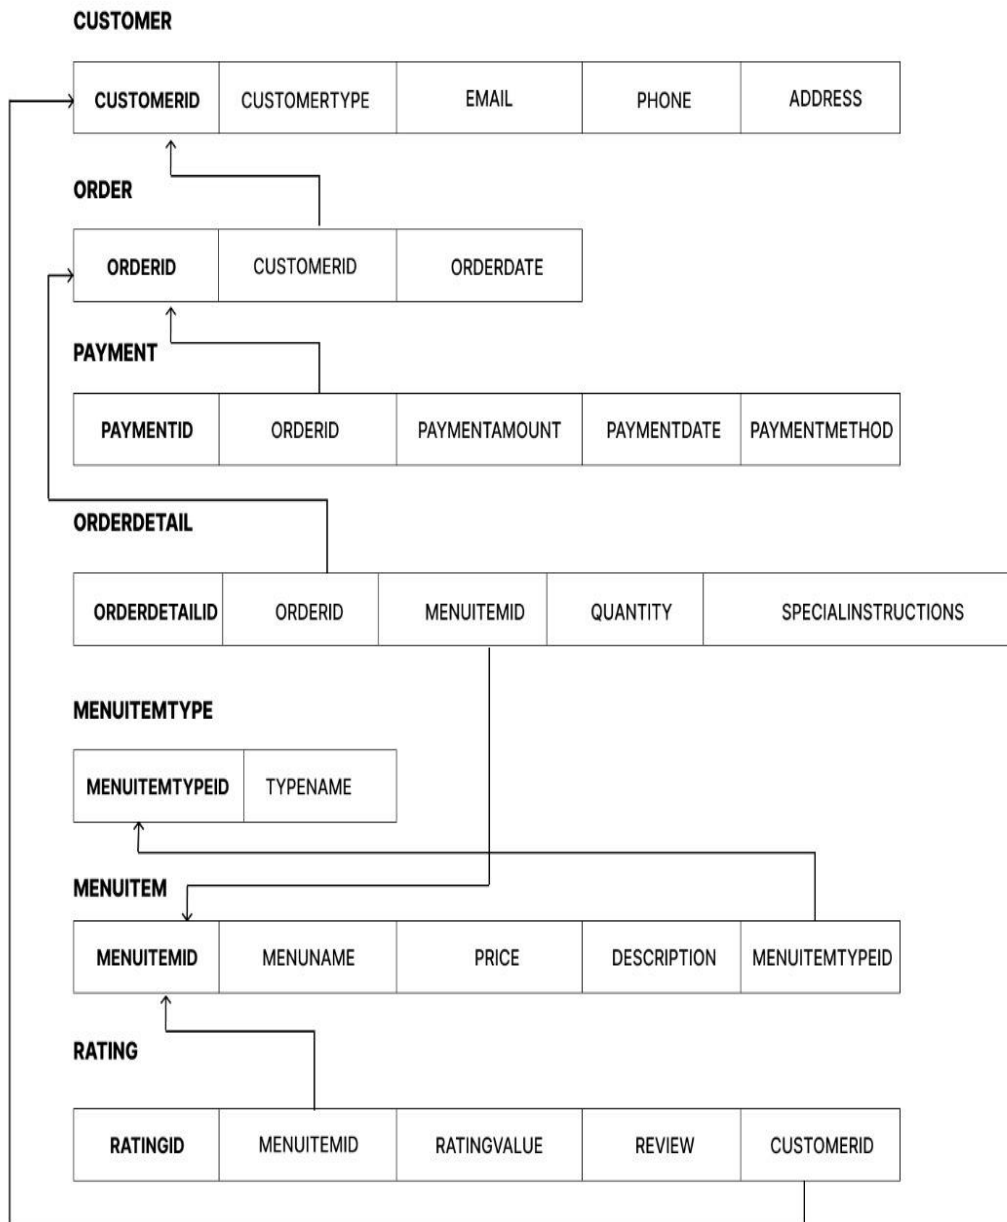 CUSTOMER
CUSTOMERID CUSTOMERTYPE EMAIL PHONE ADDRESS
ORDER
ORDERID CUSTOMERID ORDERDATE
PAYMENT
PAYMENTID ORDERID PAYMENTAMOUNT PAYMENTDATE PAYMENTMETHOD
ORDERDETAIL
ORDERDETAILID ORDERID MENUITEMID QUANTITY SPECIALINSTRUCTIONS
MENUITEMTYPE
MENUITEMTYPEID TYPENAME
MENUITEM
MENUITEMID MENUNAME PRICE DESCRIPTION MENUITEMTYPEID
RATING
RATINGID MENUITEMID RATINGVALUE REVIEW CUSTOMERID